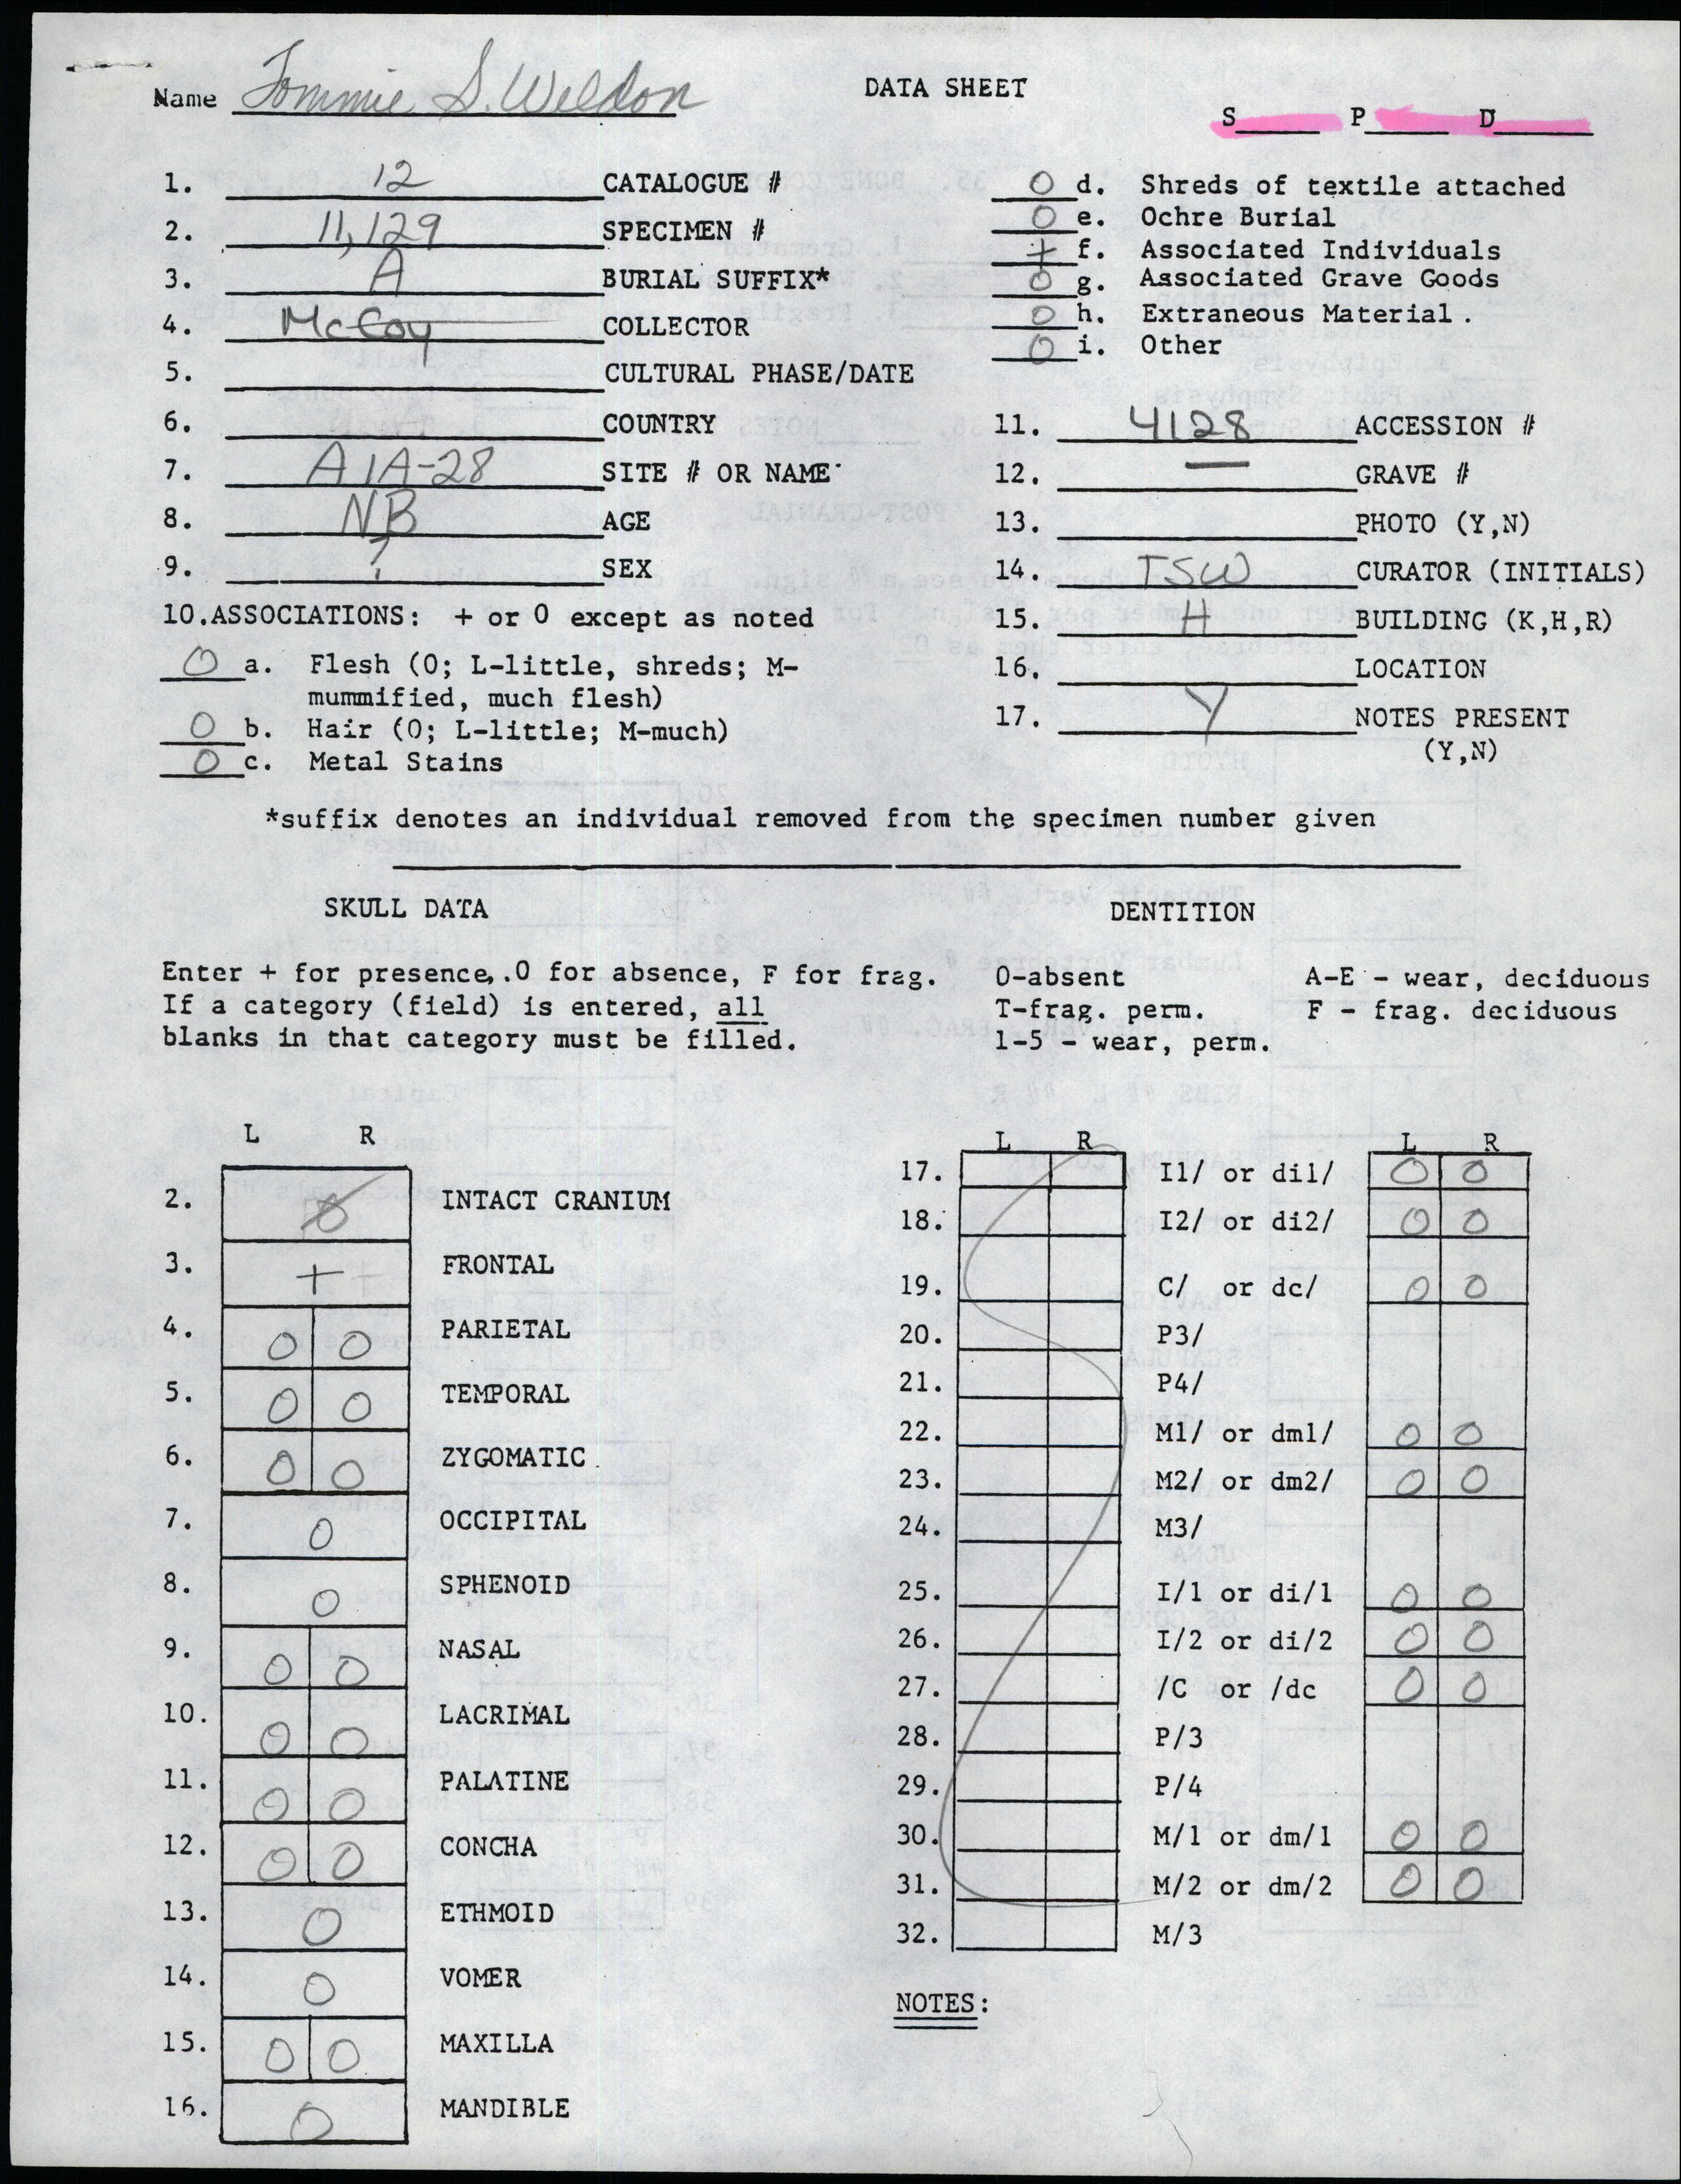 Name Tommie S. Weldon
DATA SHEET
S P D
1. 12 CATALOGUE #
2. 11,129 SPECIMEN #
3. A BURIAL SUFFIX*
4. McCoy COLLECTOR
5. CULTURAL PHASE/DATE
6. COUNTRY
7. A1A-28 SITE # OR NAME
8. NB AGE
9. ? SEX
10.ASSOCIATIONS: + or 0 except as noted
0 a. Flesh (0; L-little, shreds; M-
mummified, much flesh)
0 b. Hair (0; L-little; M-much)
0 c. Metal Stains
0 d. Shreds of textile attached
0 e. Ochre Burial
+ f. Associated Individuals
0 g. Associated Grave Goods
0 h. Extraneous Material.
0 i. Other
11. 4128 ACCESSION #
12. — GRAVE #
13. PHOTO (Y,N)
14. TSW CURATOR (INITIALS)
15. H BUILDING (K,H,R)
16. LOCATION
17. Y NOTES PRESENT
(Y,N)
*suffix denotes an individual removed from the specimen number given
SKULL DATA
Enter + for presence,.0 for absence, F for frag.
If a category (field) is entered, all
blanks in that category must be filled.
L R
2. 0 INTACT CRANIUM
3. + FRONTAL
4. 0 0 PARIETAL
5. 0 0 TEMPORAL
6. 0 0 ZYGOMATIC
7. 0 OCCIPITAL
8. 0 SPHENOID
9. 0 0 NASAL
10. 0 0 LACRIMAL
11. 0 0 PALATINE
12. 0 0 CONCHA
13. 0 ETHMOID
14. 0 VOMER
15. 0 0 MAXILLA
16. 0 MANDIBLE
DENTITION
0-absent A-E - wear, deciduous
T-frag. perm. F - frag. deciduous
1-5 - wear, perm.
L R L R
17. I1/ or di1/ 0 0
18. I2/ or di2/ 0 0
19. C/ or dc/ 0 0
20. P3/
21. P4/
22. M1/ or dm1/ 0 0
23. M2/ or dm2/ 0 0
24. M3/
25. I/1 or di/1 0 0
26. I/2 or di/2 0 0
27. /C or /dc 0 0
28. P/3
29. P/4
30. M/1 or dm/1 0 0
31. M/2 or dm/2 0 0
32. M/3
NOTES: